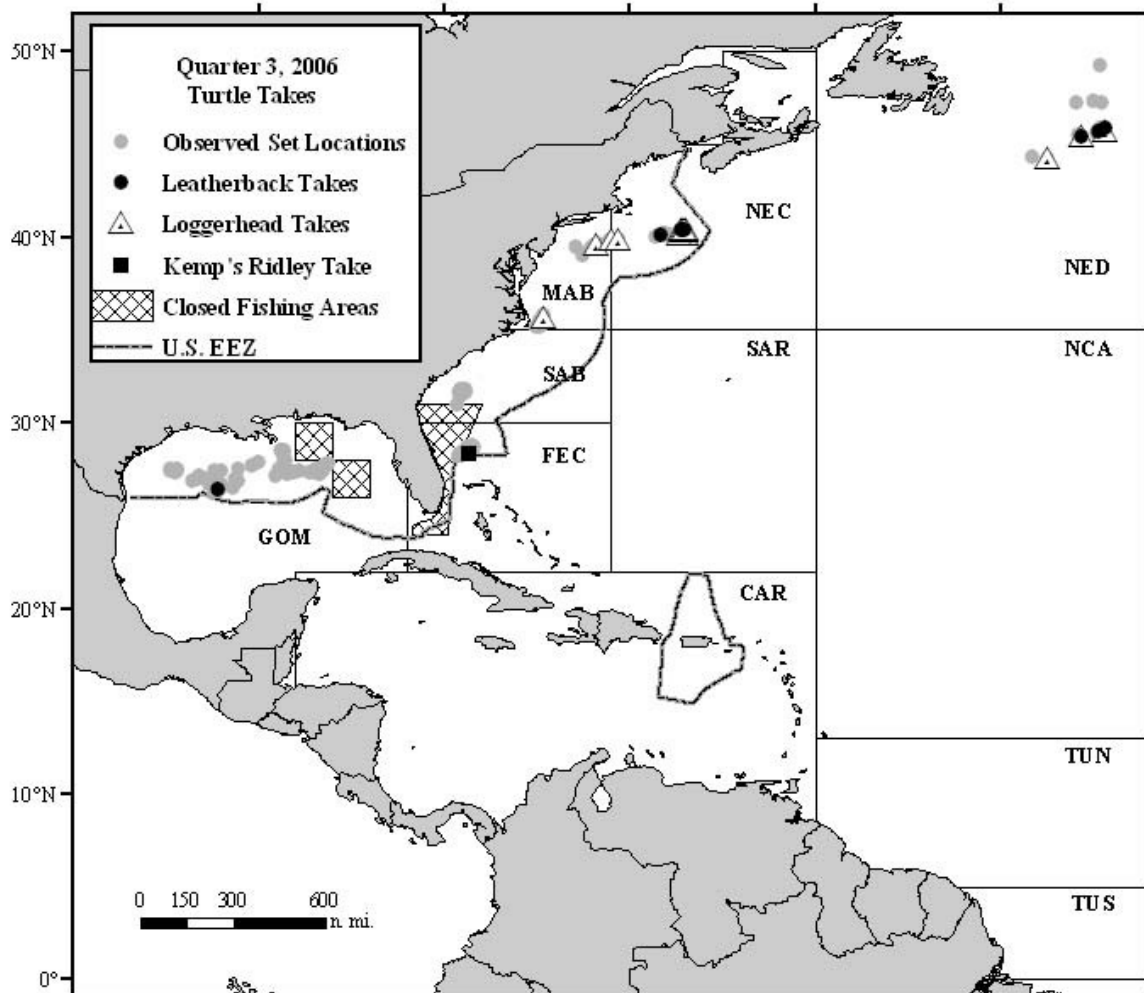 50°N
Quarter 3, 2006
Turtle Takes
Observed Set Locations
Leatherback Takes
Loggerhead Takes
Kemp's Ridley Take
Closed Fishing Areas
U.S. EEZ
40°N
NEC
NED
MAB
SAB
SAR
NCA
30°N
FEC
GOM
20°N
CAR
TUN
10°N
0 150 300 600
n. mi.
TUS
0°